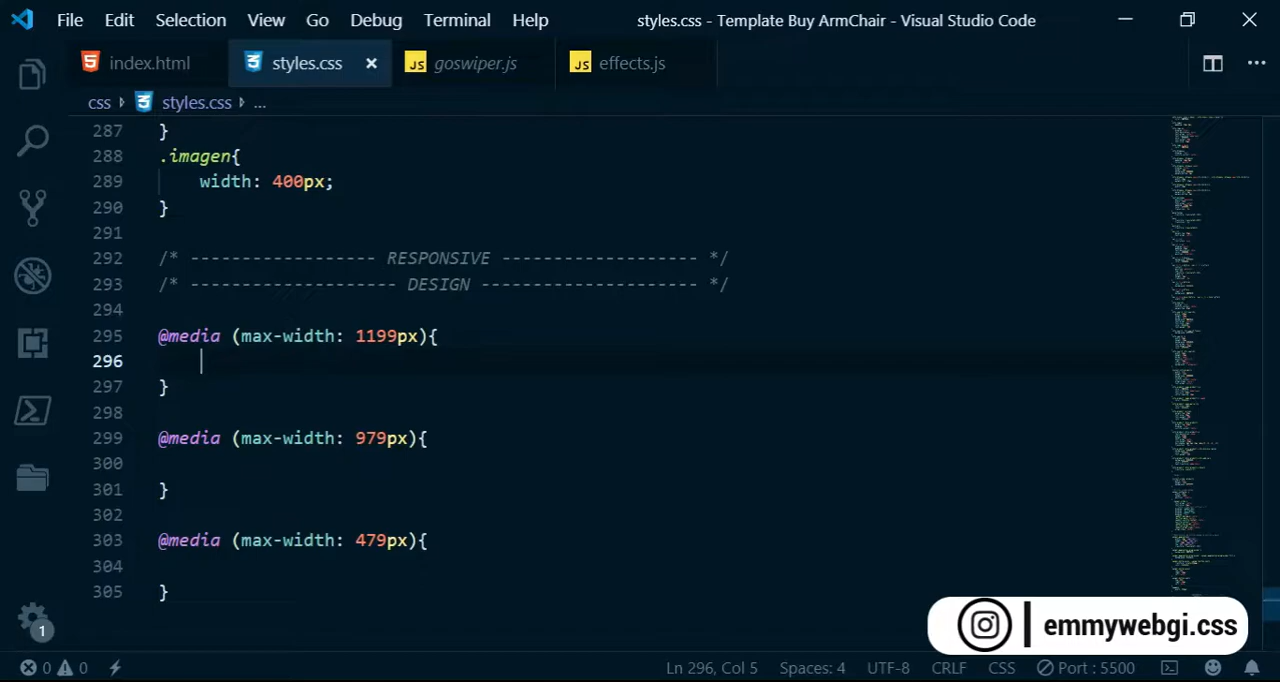 File Edit Selection View Go Debug Terminal Help styles.css - Template Buy ArmChair - Visual Studio Code
index.html styles.css × JS goswiper.js JS effects.js
css styles.css ...
287 }
288 .imagen{
289 width: 400px;
290 }
291
292 /* ------------------ RESPONSIVE ------------------- */
293 /* -------------------- DESIGN --------------------- */
294
295 @media (max-width: 1199px){
296
297 }
298
299 @media (max-width: 979px){
300
301 }
302
303 @media (max-width: 479px){
304
305 }
1
emmywebgi.css
0 0 Ln 296, Col 5 Spaces: 4 UTF-8 CRLF CSS Port : 5500